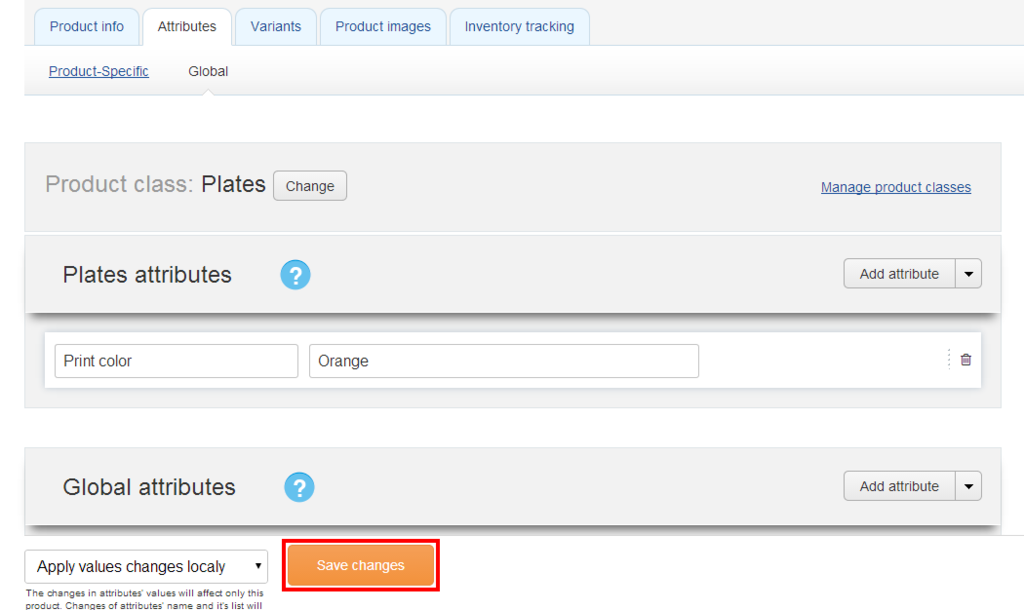 Product info Attributes Variants Product images Inventory tracking
Product-Specific Global
Product class: Plates Change Manage product classes
Plates attributes ? Add attribute
Print color Orange
Global attributes ? Add attribute
Apply values changes localy Save changes
The changes in attributes' values will affect only this
product. Changes of attributes' name and it's list will